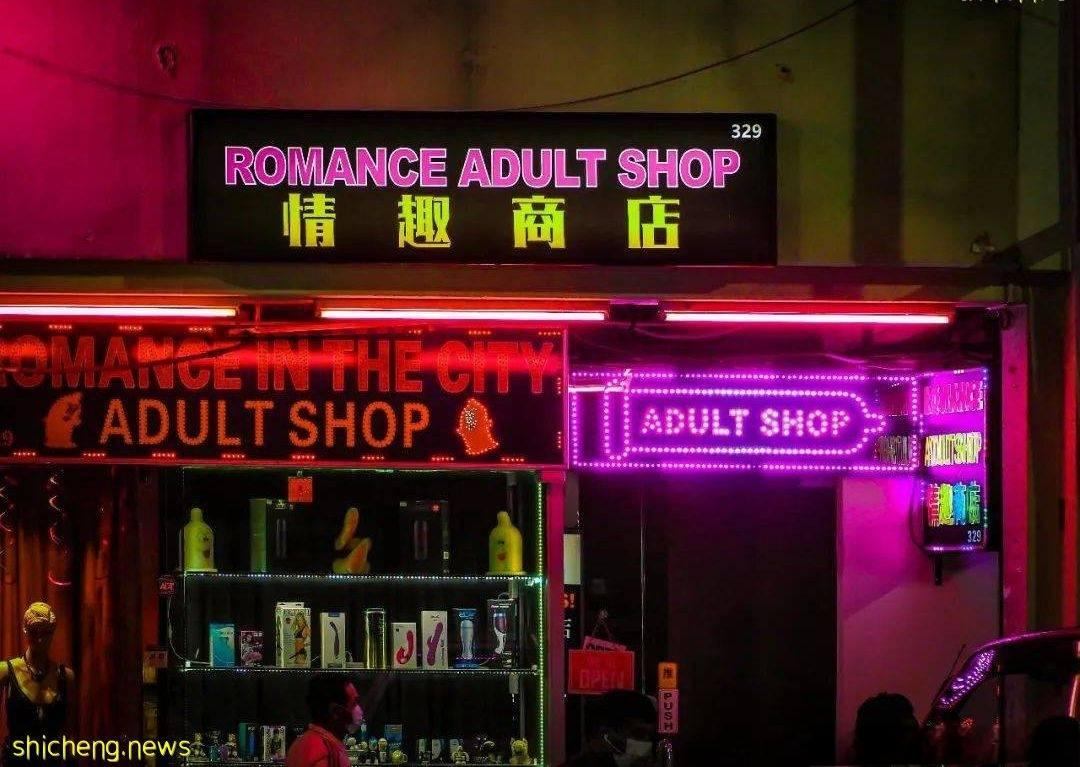 329
ROMANCE ADULT SHOP
情趣商店
ROMANCE IN THE CITY
ADULT SHOP
ADULT SHOP
ROMANCE
ADULT SHOP
情趣商店
329
OPEN
推
PUSH
shicheng.news